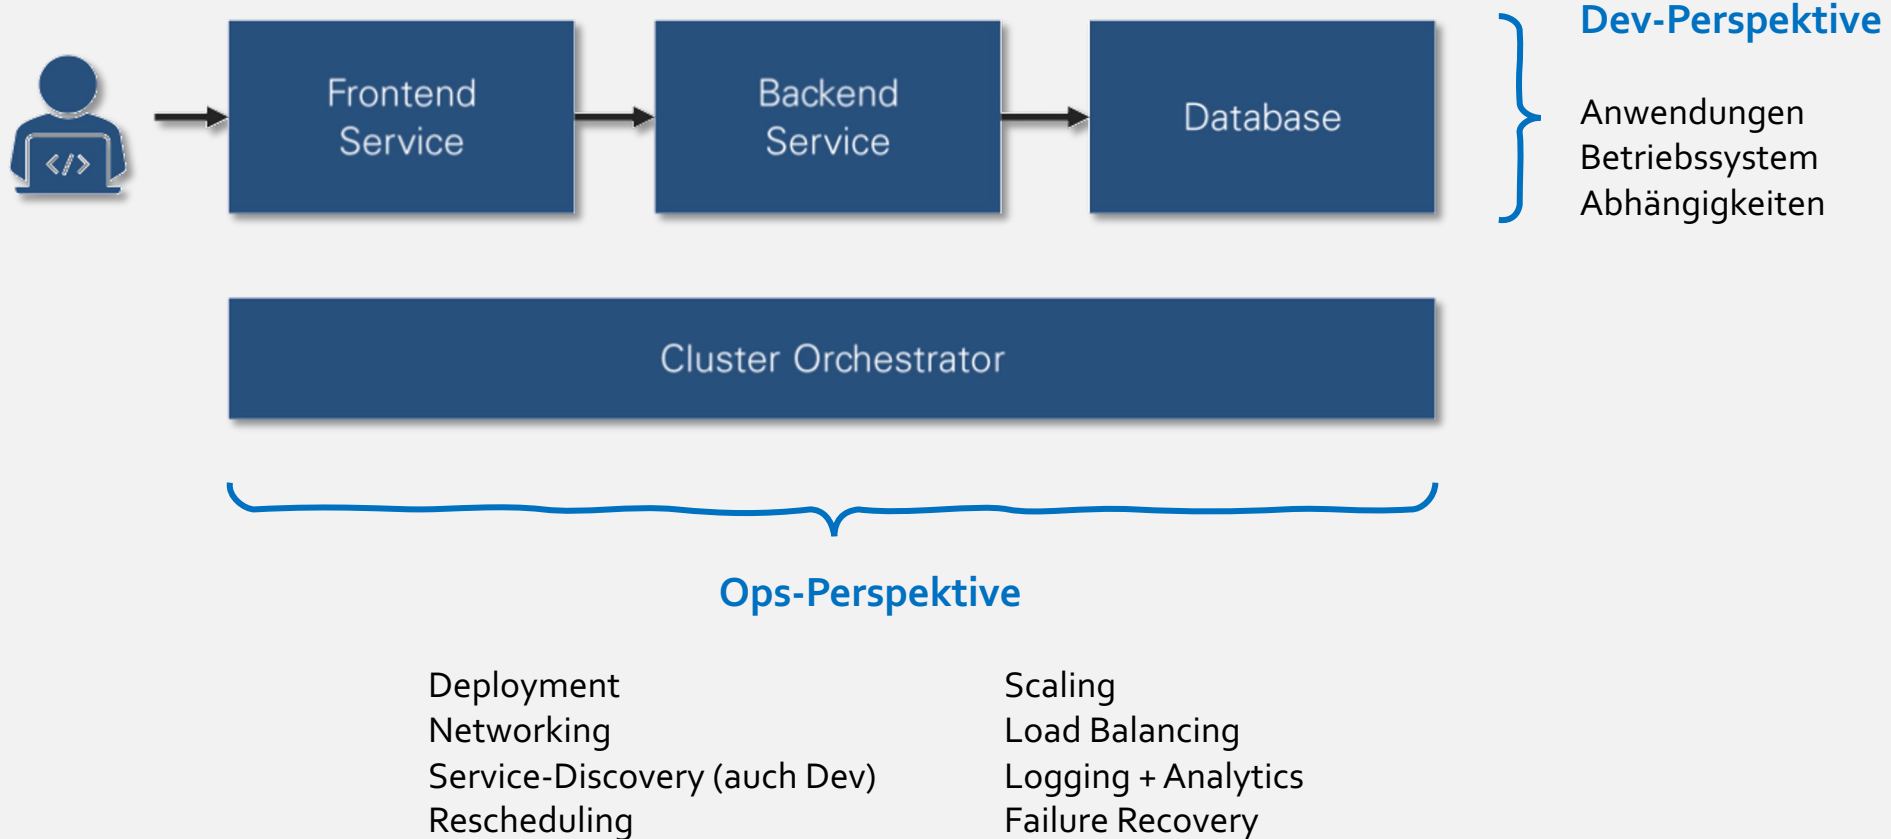 Dev-Perspektive
Frontend
Service
Backend
Service
Database
</>
Anwendungen
Betriebssystem
Abhängigkeiten
Cluster Orchestrator
Ops-Perspektive
Deployment
Networking
Service-Discovery (auch Dev)
Rescheduling
Scaling
Load Balancing
Logging + Analytics
Failure Recovery